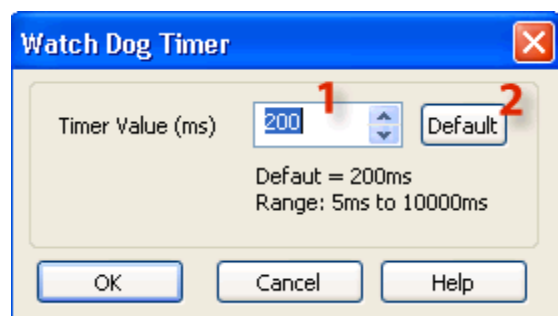 Watch Dog Timer
1
2
Timer Value (ms) 200 Default
Defaut = 200ms
Range: 5ms to 10000ms
OK Cancel Help